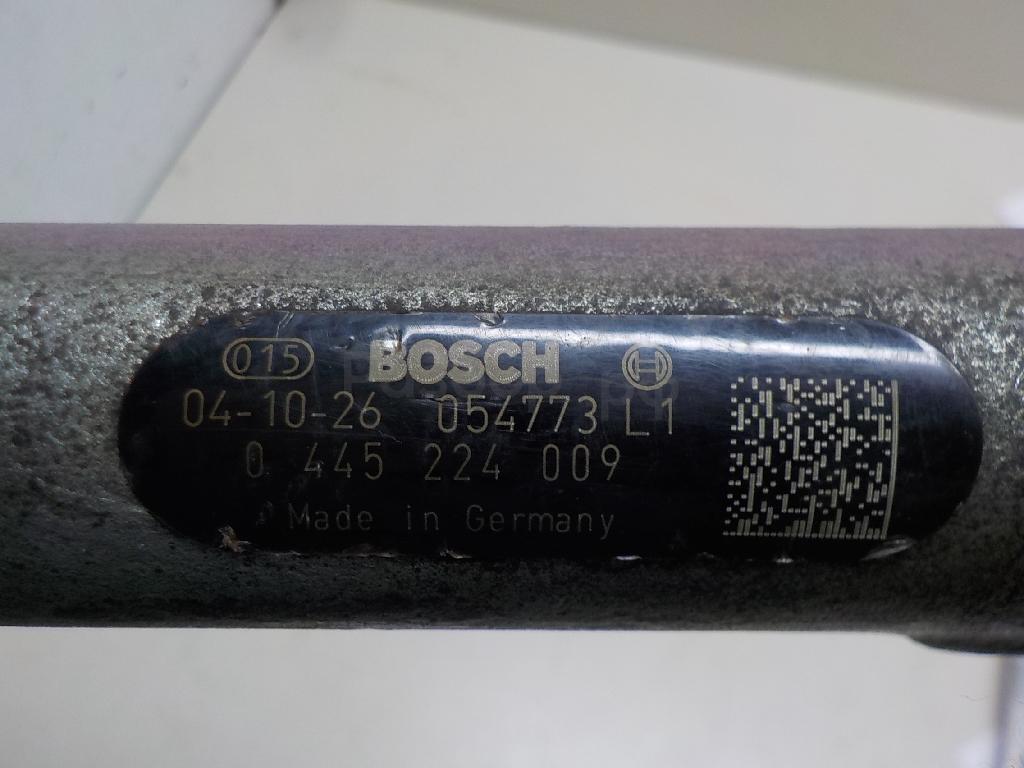 015 BOSCH
04-10-26 054773 L1
0 445 224 009
Made in Germany